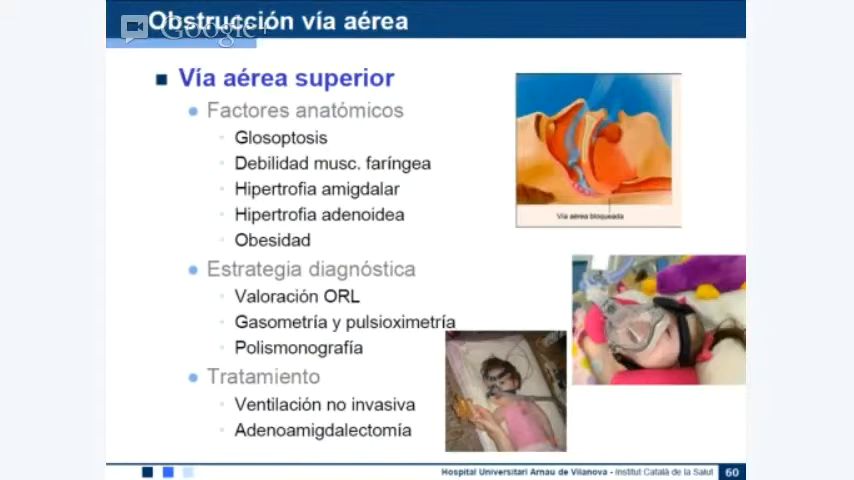 Obstrucción vía aérea
Google+
Vía aérea superior
Factores anatómicos
Glosoptosis
Debilidad musc. faríngea
Hipertrofia amigdalar
Hipertrofia adenoidea
Obesidad
Vía aérea bloqueada
Estrategia diagnóstica
Valoración ORL
Gasometría y pulsioximetría
Polismonografía
Tratamiento
Ventilación no invasiva
Adenoamigdalectomía
Hospital Universitari Arnau de Vilanova - Institut Català de la Salut 60